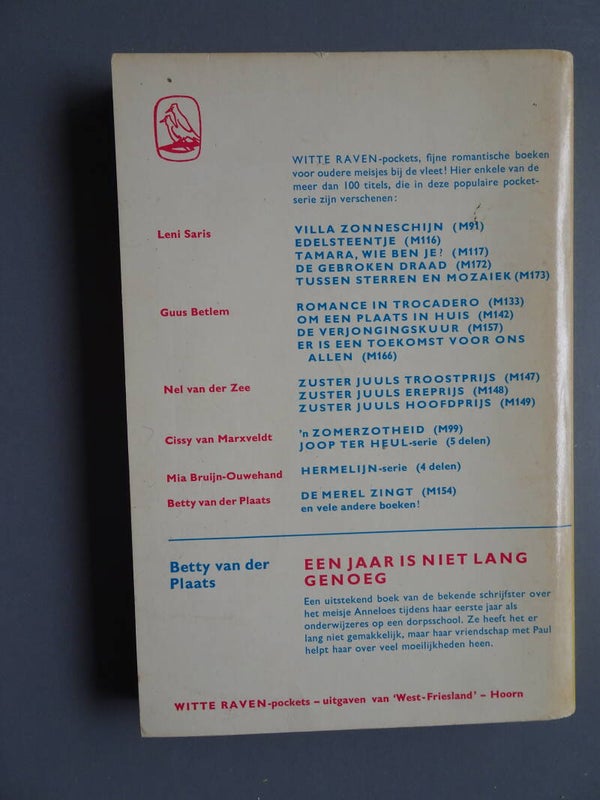 WITTE RAVEN-pockets, fijne romantische boeken
voor oudere meisjes bij de vleet! Hier enkele van de
meer dan 100 titels, die in deze populaire pocket-
serie zijn verschenen:
Leni Saris
VILLA ZONNESCHIJN (M91)
EDELSTEENTJE (M116)
TAMARA, WIE BEN JE? (M117)
DE GEBROKEN DRAAD (M172)
TUSSEN STERREN EN MOZAIEK (M173)
Guus Betlem
ROMANCE IN TROCADERO (M133)
OM EEN PLAATS IN HUIS (M142)
DE VERJONGINGSKUUR (M157)
ER IS EEN TOEKOMST VOOR ONS
ALLEN (M166)
Nel van der Zee
ZUSTER JUULS TROOSTPRIJS (M147)
ZUSTER JUULS EREPRIJS (M148)
ZUSTER JUULS HOOFDPRIJS (M149)
Cissy van Marxveldt
'n ZOMERZOTHEID (M99)
JOOP TER HEUL-serie (5 delen)
Mia Bruijn-Ouwehand
HERMELIJN-serie (4 delen)
Betty van der Plaats
DE MEREL ZINGT (M154)
en vele andere boeken!
Betty van der
Plaats
EEN JAAR IS NIET LANG
GENOEG
Een uitstekend boek van de bekende schrijfster over
het meisje Anneloes tijdens haar eerste jaar als
onderwijzeres op een dorpsschool. Ze heeft het er
lang niet gemakkelijk, maar haar vriendschap met Paul
helpt haar over veel moeilijkheden heen.
WITTE RAVEN-pockets – uitgaven van 'West-Friesland' – Hoorn